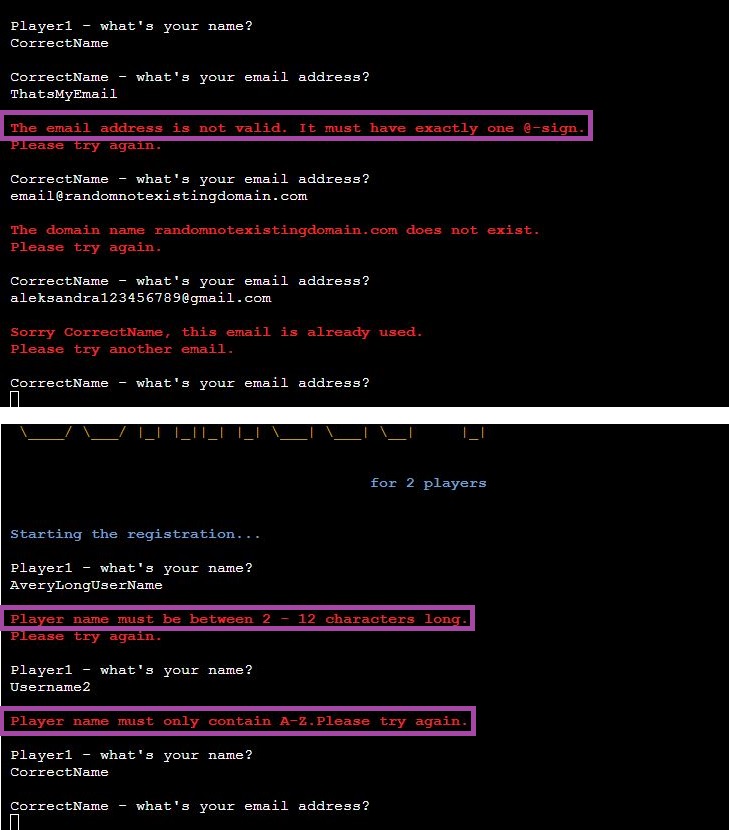 Player1 - what's your name?
CorrectName
CorrectName - what's your email address?
ThatsMyEmail
The email address is not valid. It must have exactly one @-sign.
Please try again.
CorrectName - what's your email address?
email@randomnotexistingdomain.com
The domain name randomnotexistingdomain.com does not exist.
Please try again.
CorrectName - what's your email address?
aleksandra123456789@gmail.com
Sorry CorrectName, this email is already used.
Please try another email.
CorrectName - what's your email address?
for 2 players
Starting the registration...
Player1 - what's your name?
AveryLongUserName
Player name must be between 2 - 12 characters long.
Please try again.
Player1 - what's your name?
Username2
Player name must only contain A-Z.Please try again.
Player1 - what's your name?
CorrectName
CorrectName - what's your email address?